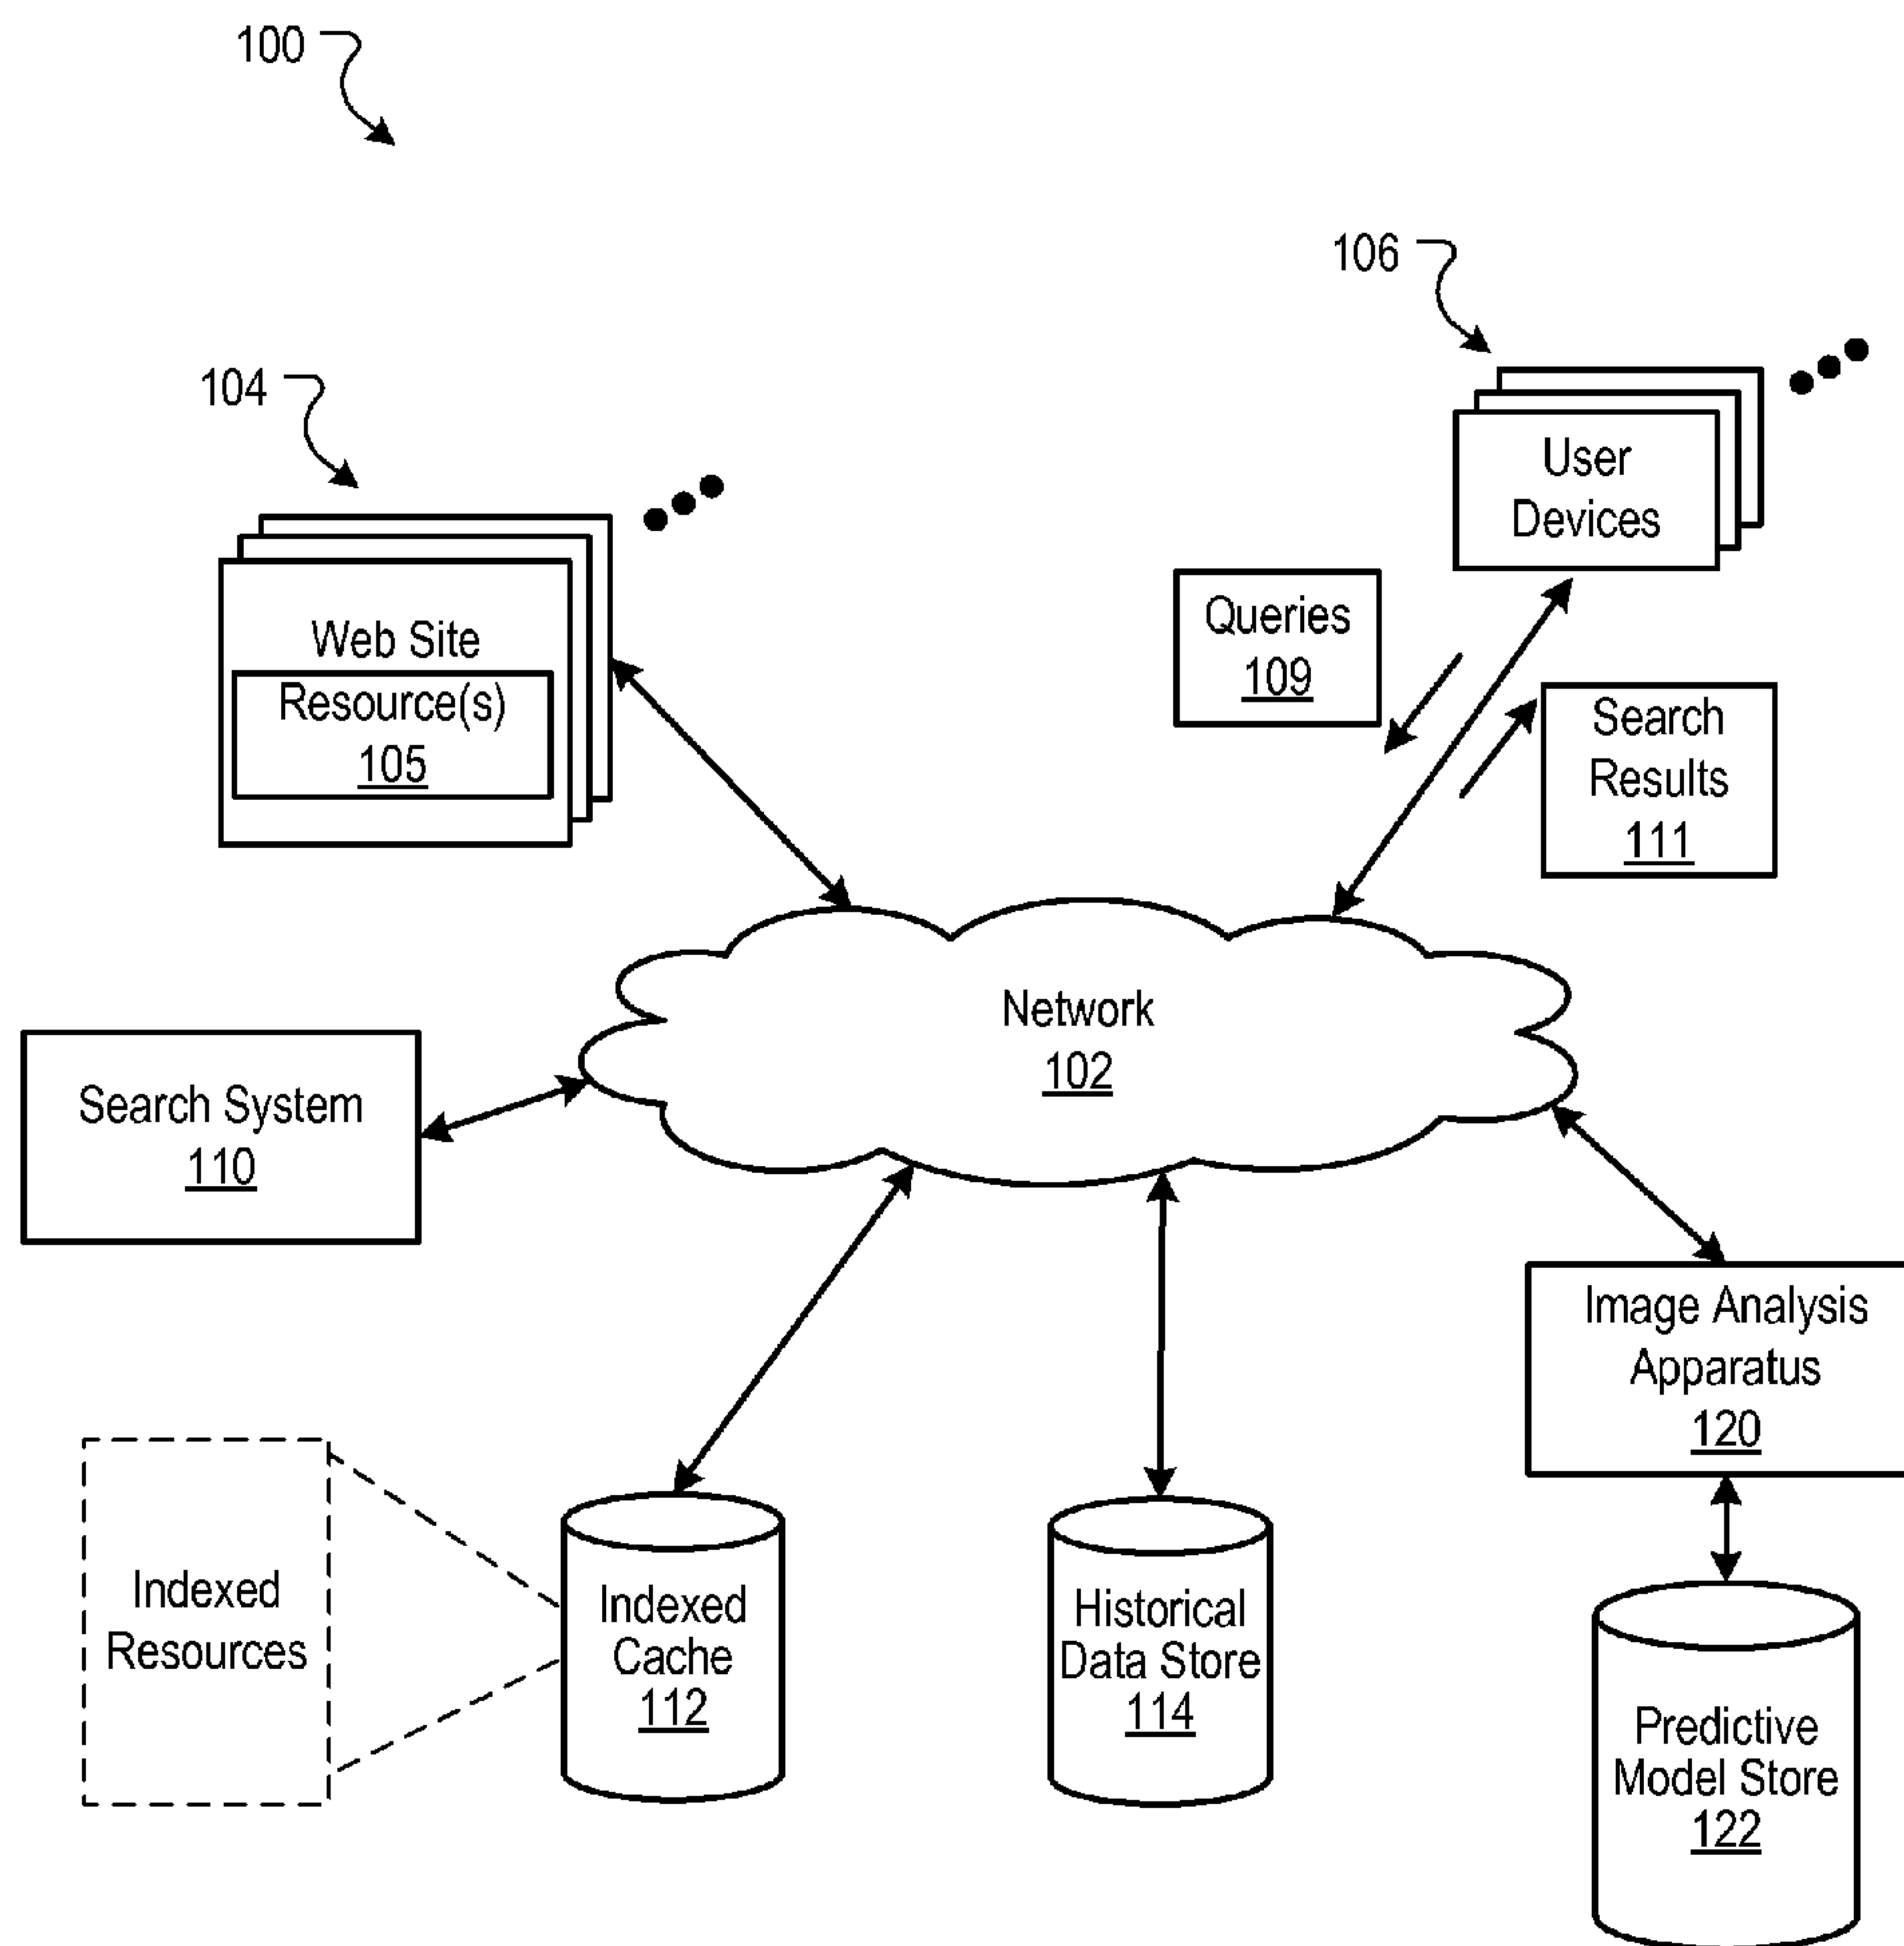 100
106
104
User
Devices
Queries
109
Web Site
Resource(s)
105
Search
Results
111
Network
102
Search System
110
Image Analysis
Apparatus
120
Indexed
Resources
Indexed
Cache
112
Historical
Data Store
114
Predictive
Model Store
122